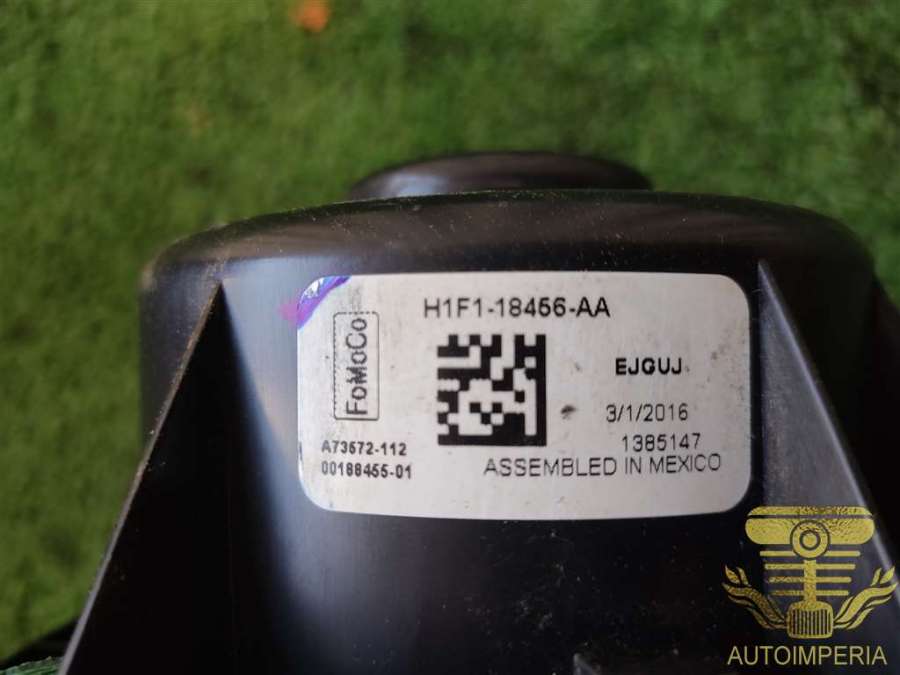 H1F1-18456-AA
FoMoCo
EJGUJ
3/1/2016
A73572-112
1385147
00188455-01
ASSEMBLED IN MEXICO
AUTOIMPERIA